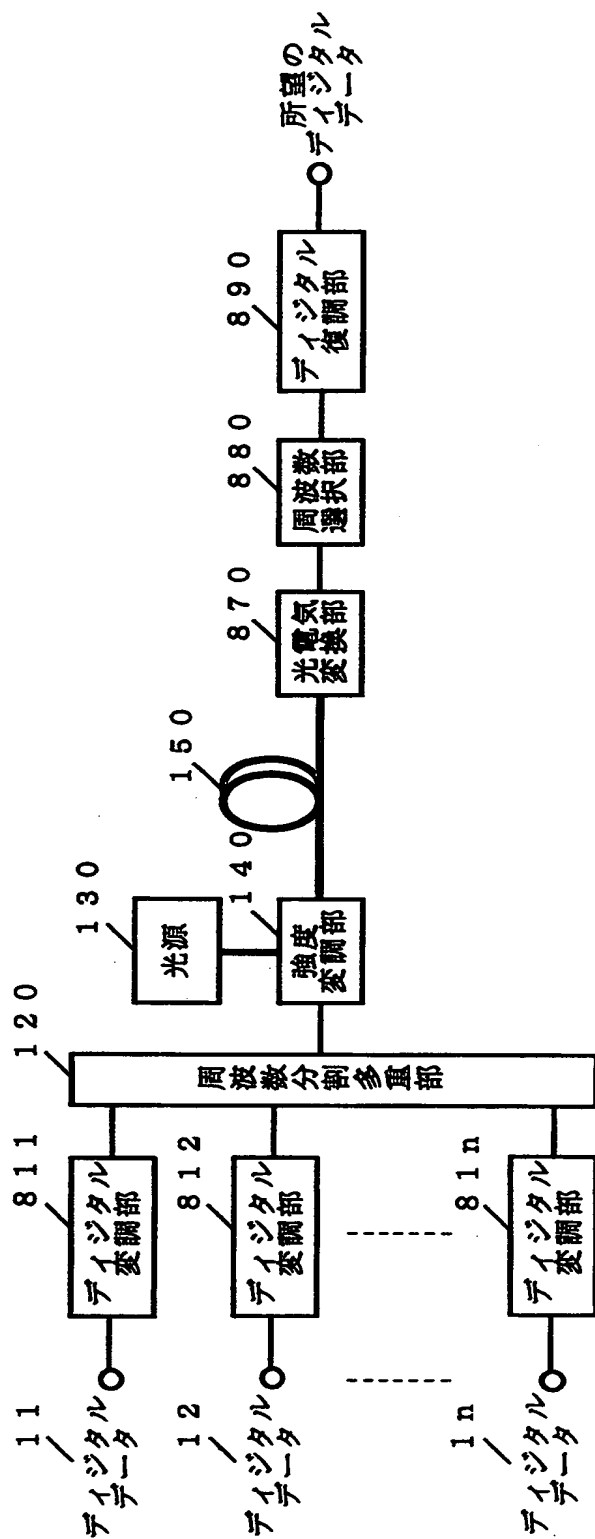 11
ディジタル
データ
811
ディジタル
変調部
12
ディジタル
データ
812
ディジタル
変調部
1n
ディジタル
データ
81n
ディジタル
変調部
120
周波数分割多重部
130
光源
140
強度
変調部
150
870
光電気
変換部
880
周波数
選択部
890
ディジタル
復調部
所望の
ディジタル
データ